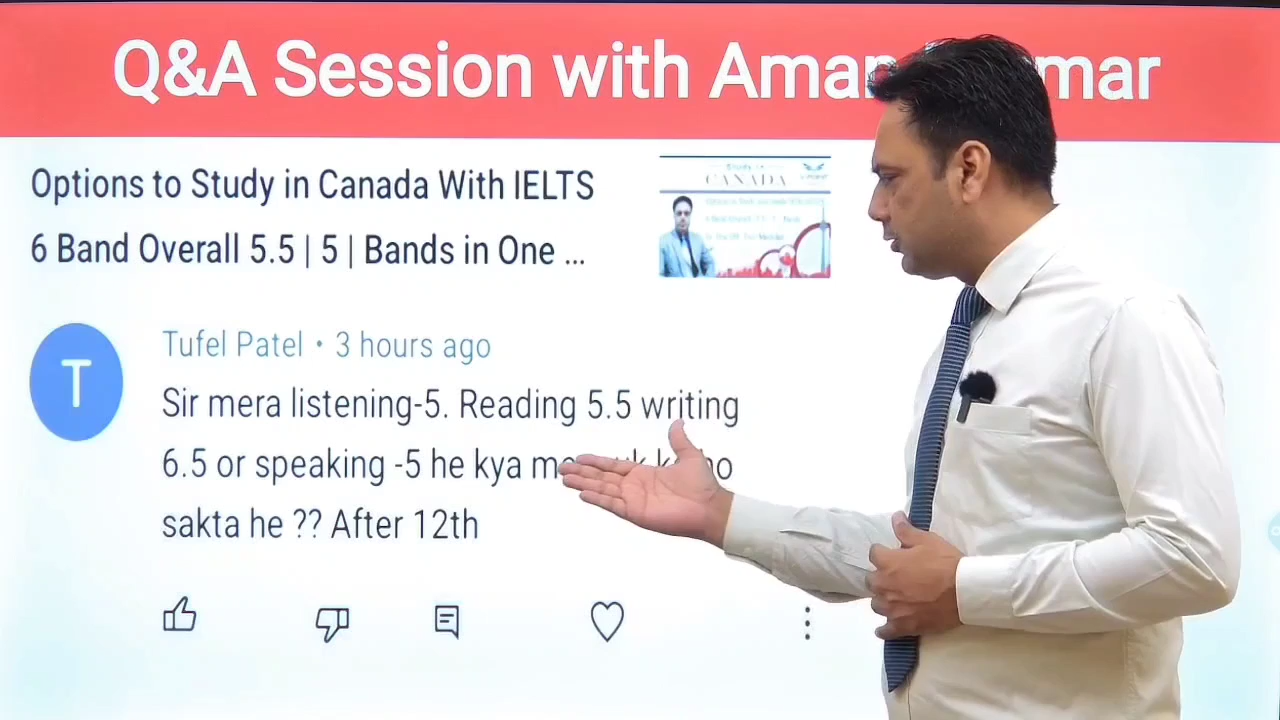 Q&A Session with Aman mar
Options to Study in Canada With IELTS
6 Band Overall 5.5 | 5 | Bands in One ...
CANADA
Tufel Patel • 3 hours ago
Sir mera listening-5. Reading 5.5 writing
6.5 or speaking -5 he kya
sakta he ?? After 12th
T